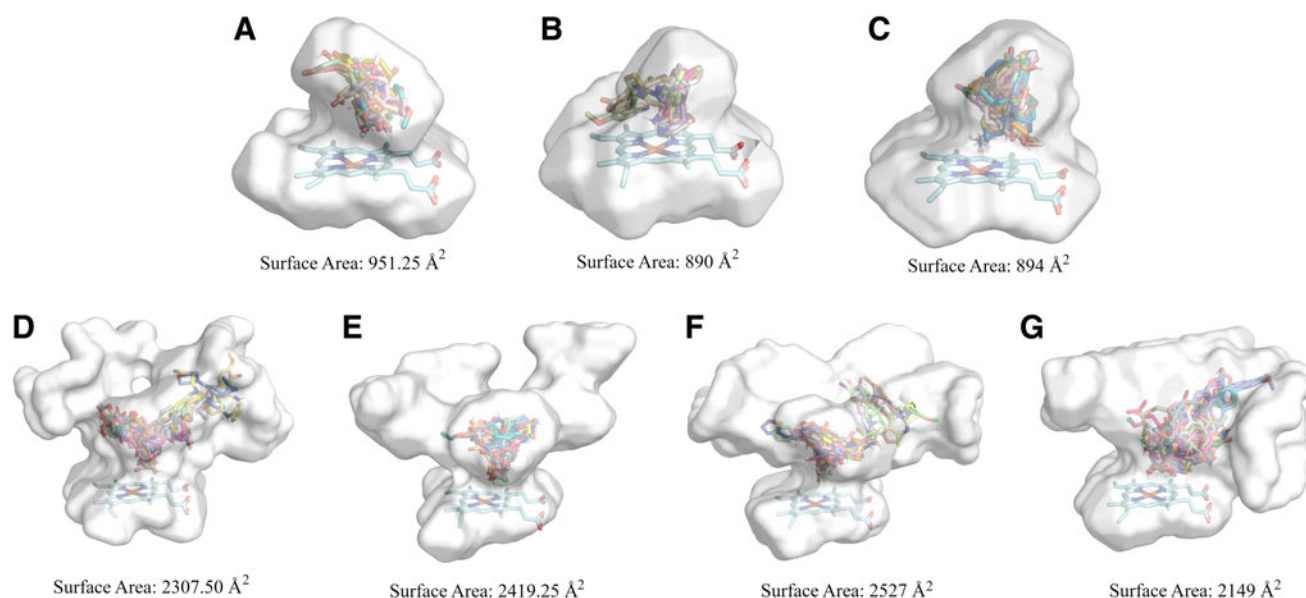 A
B
C
Surface Area: 951.25 Å²
Surface Area: 890 Å²
Surface Area: 894 Å²
D
E
F
G
Surface Area: 2307.50 Å²
Surface Area: 2419.25 Å²
Surface Area: 2527 Å²
Surface Area: 2149 Å²